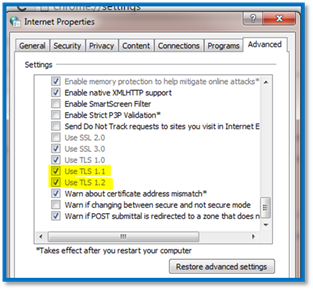 chrome://settings
Internet Properties
General Security Privacy Content Connections Programs Advanced
Settings
Enable memory protection to help mitigate online attacks*
Enable native XMLHTTP support
Enable SmartScreen Filter
Enable Strict P3P Validation*
Send Do Not Track requests to sites you visit in Internet E
Use SSL 2.0
Use SSL 3.0
Use TLS 1.0
Use TLS 1.1
Use TLS 1.2
Warn about certificate address mismatch*
Warn if changing between secure and not secure mode
Warn if POST submittal is redirected to a zone that does n
*Takes effect after you restart your computer
Restore advanced settings